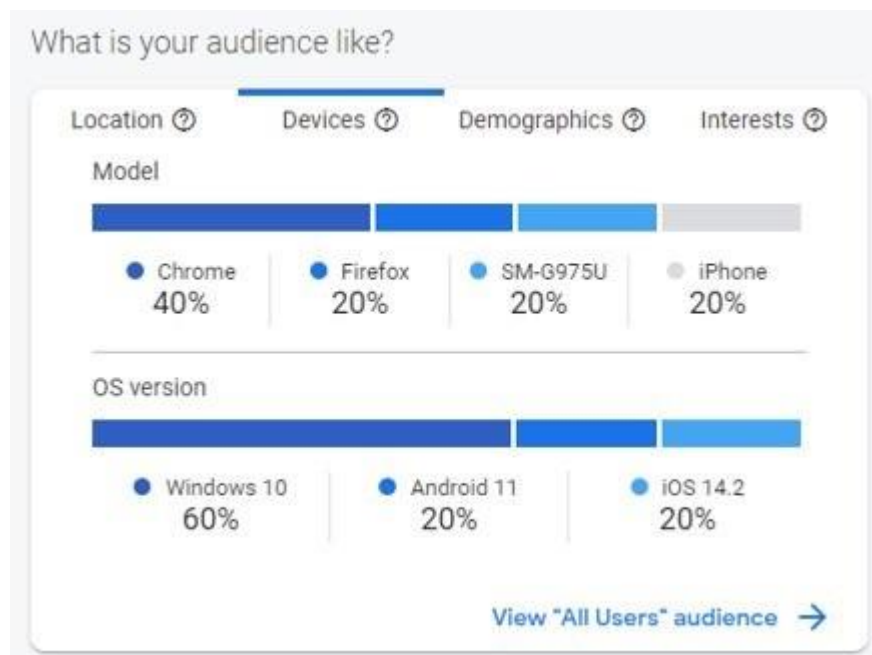 What is your audience like?
Location Devices Demographics Interests
Model
Chrome Firefox SM-G975U iPhone
40% 20% 20% 20%
OS version
Windows 10 Android 11 iOS 14.2
60% 20% 20%
View "All Users" audience